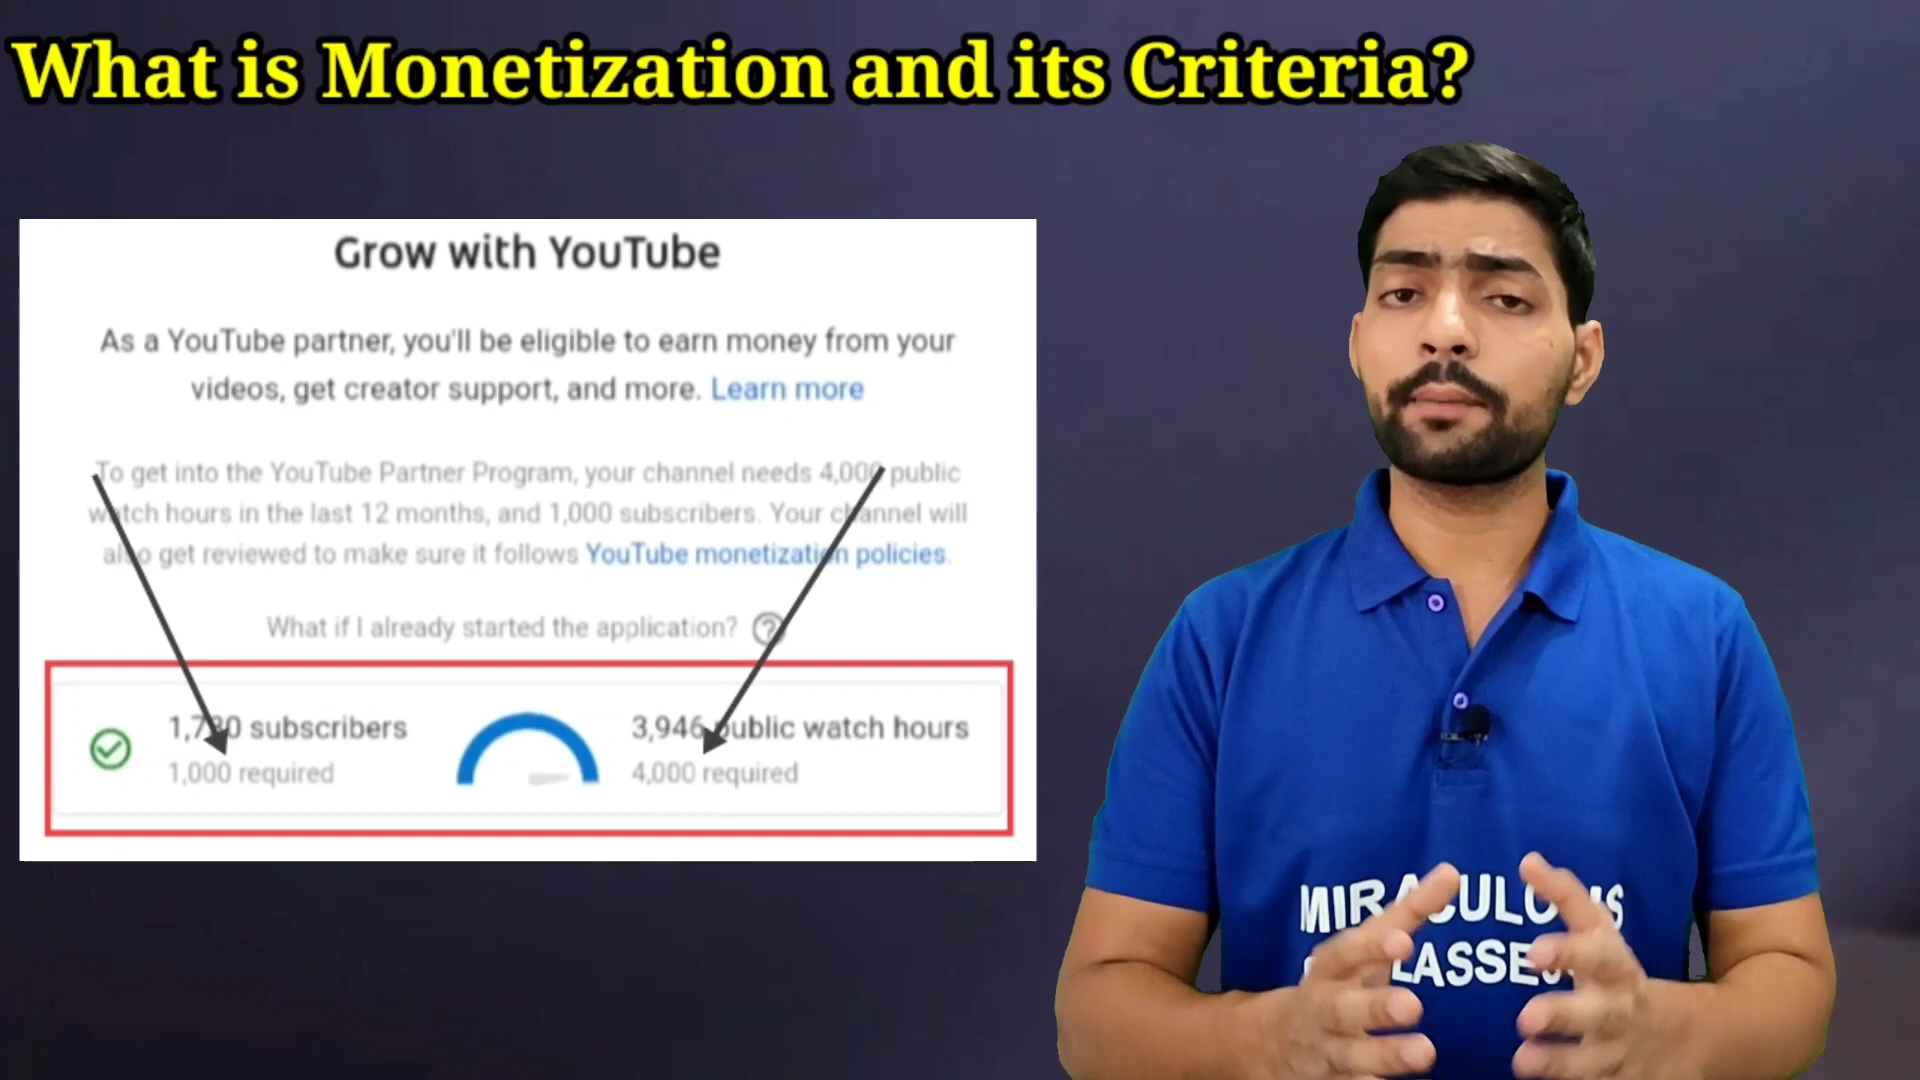 What is Monetization and its Criteria?
Grow with YouTube
As a YouTube partner, you'll be eligible to earn money from your
videos, get creator support, and more. Learn more
To get into the YouTube Partner Program, your channel needs 4,000 public
watch hours in the last 12 months, and 1,000 subscribers. Your channel will
also get reviewed to make sure it follows YouTube monetization policies.
What if I already started the application? ?
subscribers 3,946 public watch hours
1,000 required 4,000 required
MIRACULOUS
CLASSES